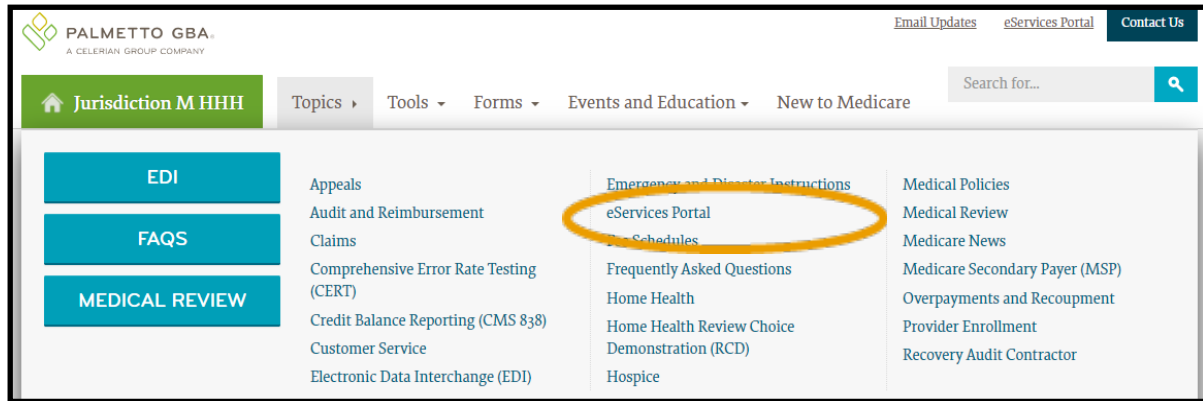 PALMETTO GBA®
A CELERIAN GROUP COMPANY
Email Updates eServices Portal Contact Us
Jurisdiction M HHH Topics Tools Forms Events and Education New to Medicare Search for...
EDI
FAQS
MEDICAL REVIEW
Appeals
Audit and Reimbursement
Claims
Comprehensive Error Rate Testing
(CERT)
Credit Balance Reporting (CMS 838)
Customer Service
Electronic Data Interchange (EDI)
Emergency and Disaster Instructions
eServices Portal
Fee Schedules
Frequently Asked Questions
Home Health
Home Health Review Choice
Demonstration (RCD)
Hospice
Medical Policies
Medical Review
Medicare News
Medicare Secondary Payer (MSP)
Overpayments and Recoupment
Provider Enrollment
Recovery Audit Contractor